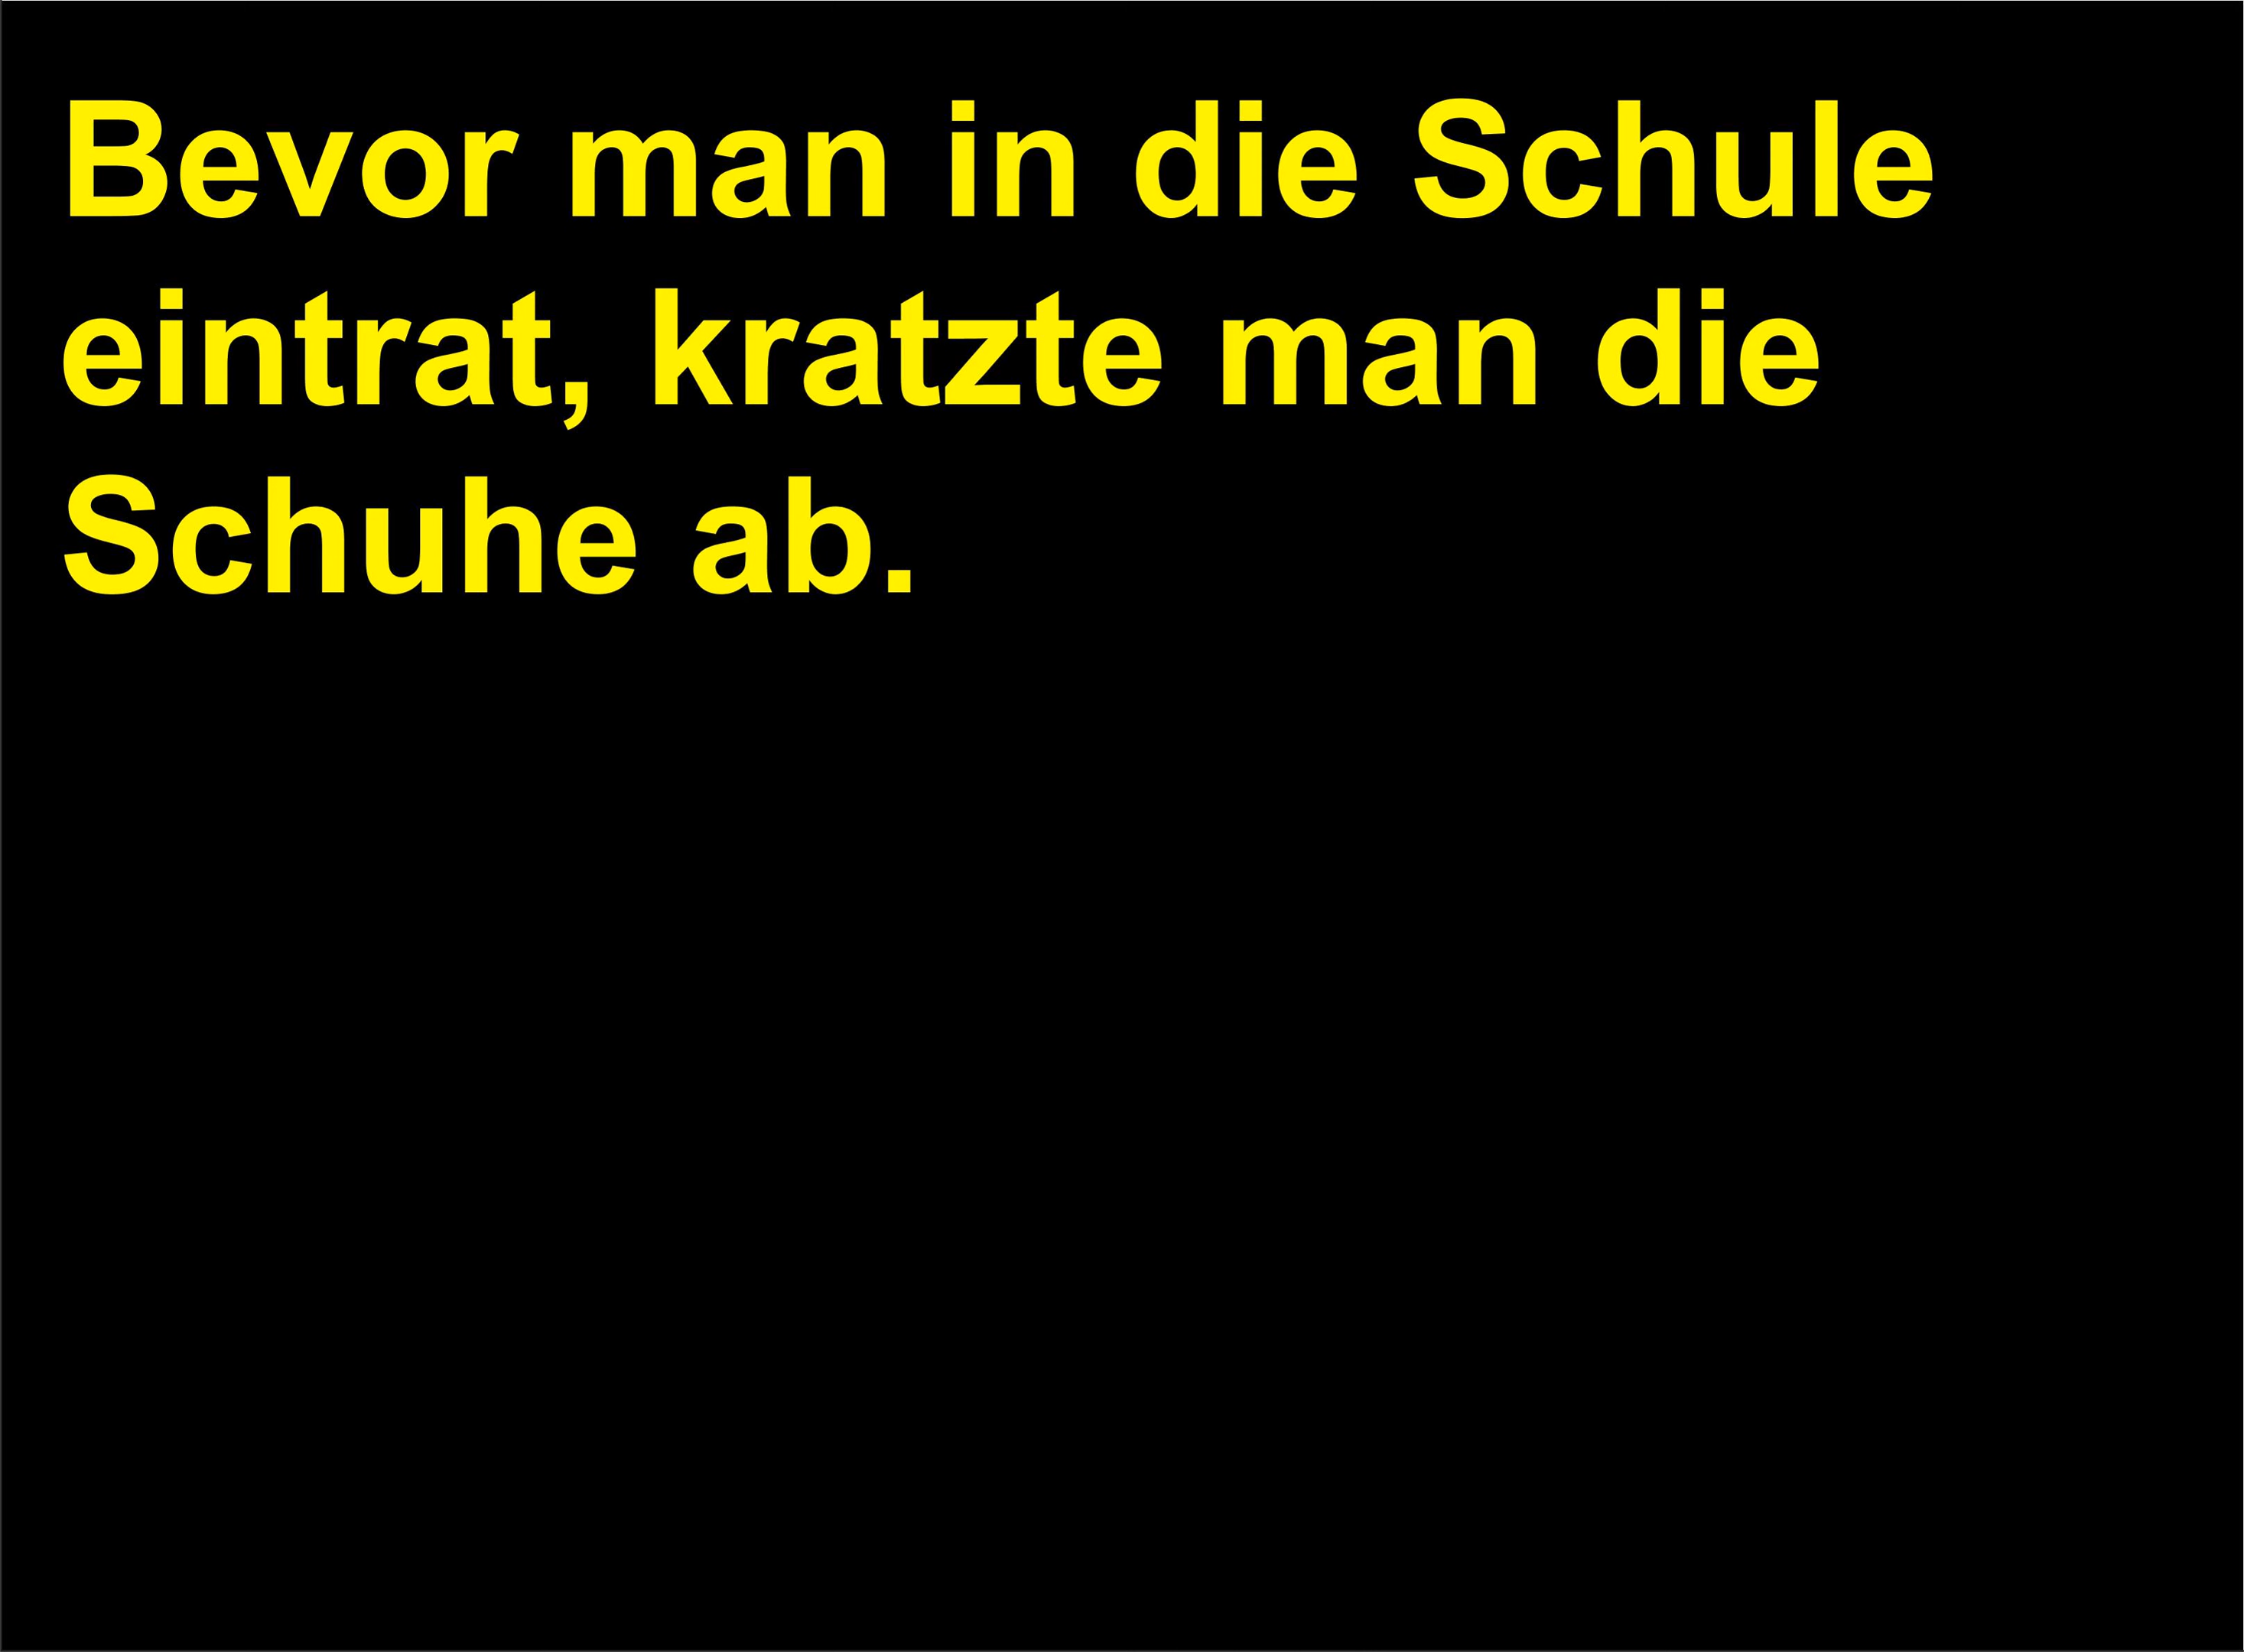 Bevor man in die Schule
eintrat, kratzte man die
Schuhe ab.